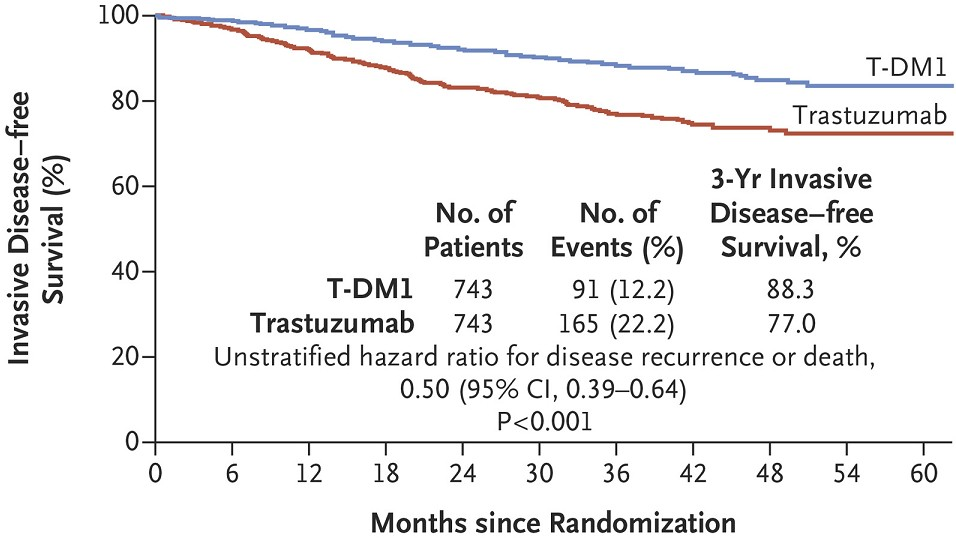 Invasive Disease–free
Survival (%)
100
80
60
40
20
0
T-DM1
Trastuzumab
3-Yr Invasive
No. of No. of Disease–free
Patients Events (%) Survival, %
T-DM1 743 91 (12.2) 88.3
Trastuzumab 743 165 (22.2) 77.0
Unstratified hazard ratio for disease recurrence or death,
0.50 (95% CI, 0.39–0.64)
P<0.001
0 6 12 18 24 30 36 42 48 54 60
Months since Randomization